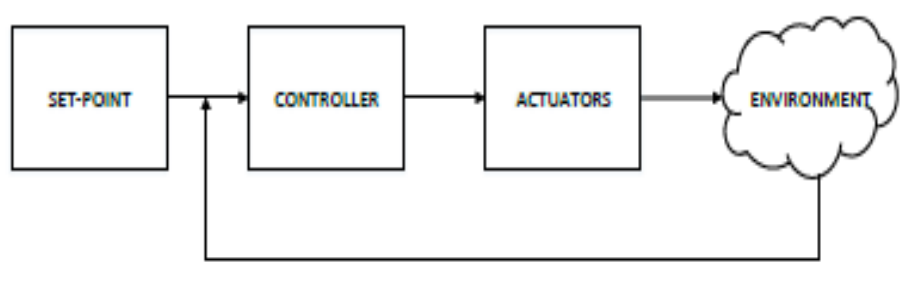 SET-POINT
CONTROLLER
ACTUATORS
ENVIRONMENT